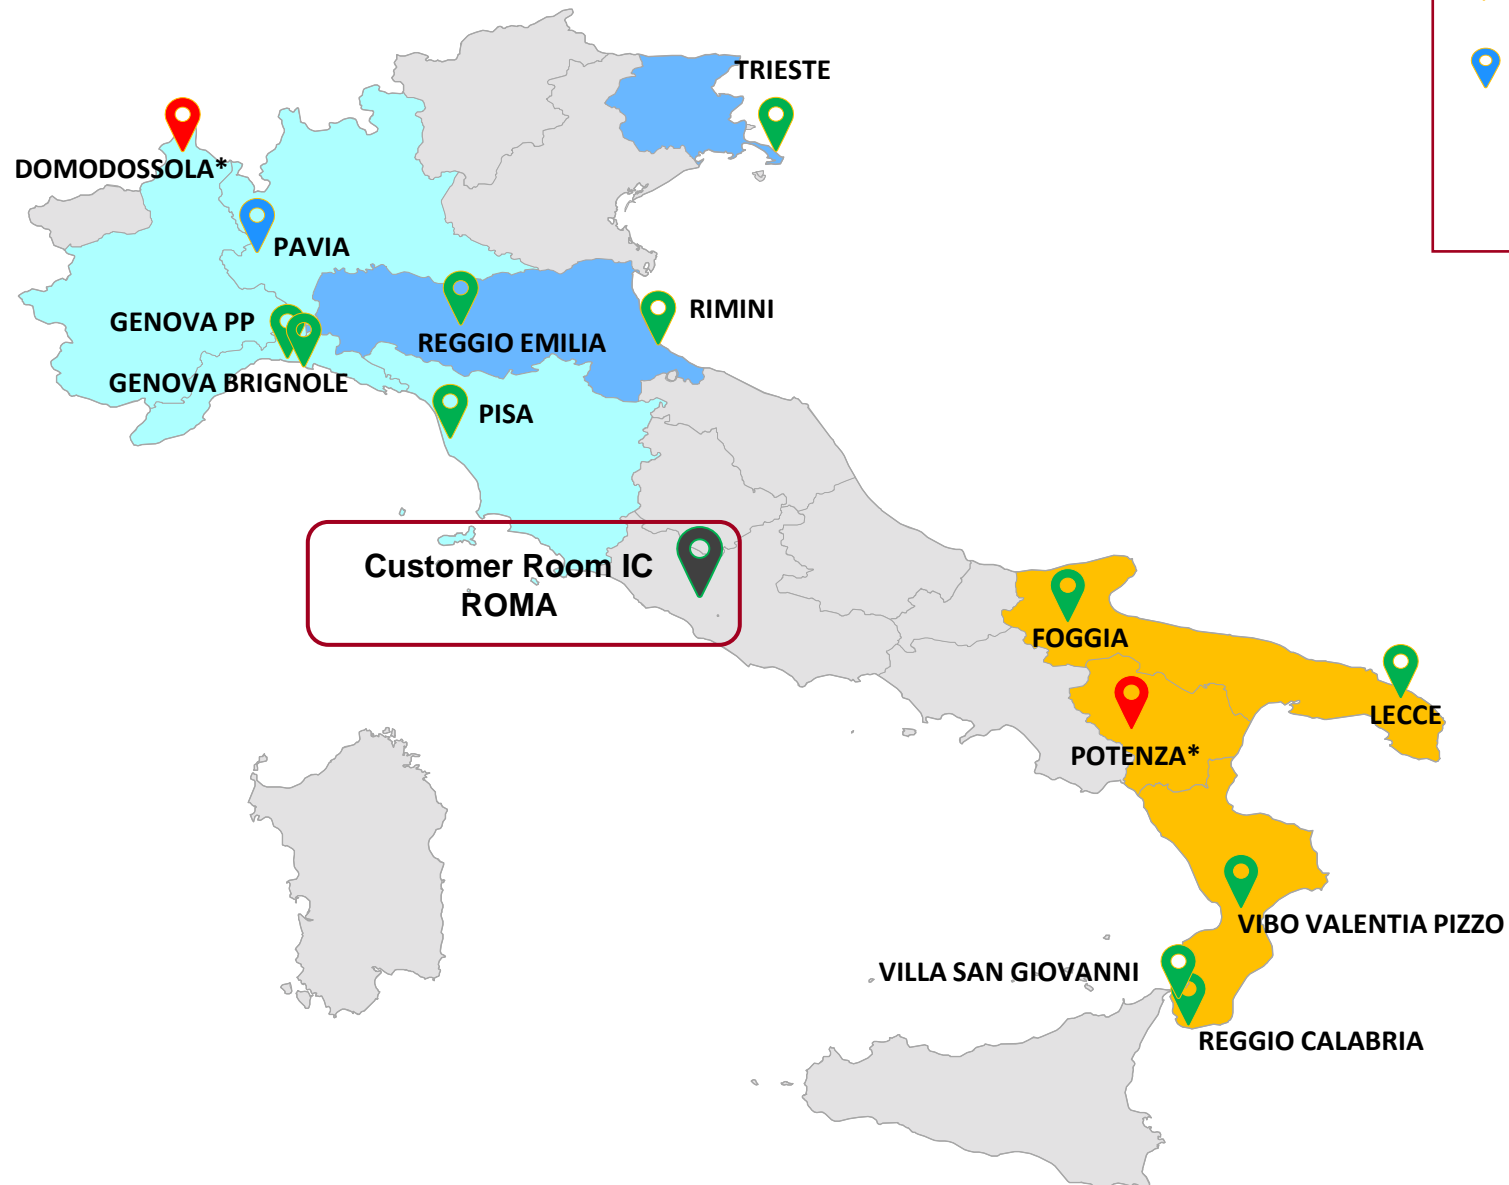 TRIESTE
DOMODOSSOLA*
PAVIA
RIMINI
GENOVA PP
REGGIO EMILIA
GENOVA BRIGNOLE
PISA
Customer Room IC
ROMA
FOGGIA
LECCE
POTENZA*
VIBO VALENTIA PIZZO
VILLA SAN GIOVANNI
REGGIO CALABRIA